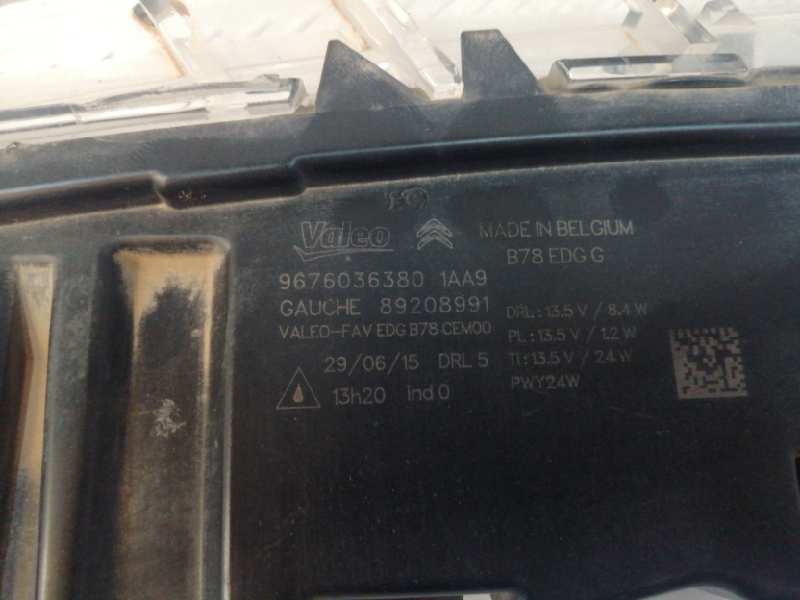 Valeo
MADE IN BELGIUM
B78 EDG G
9676036380 1AA9
GAUCHE 89208991
VALEO-FAV EDG B78 CEM00
DRL : 13.5 V / 8.4 W
PL : 13.5 V / 1.2 W
TI : 13.5 V / 24 W
PWY24W
29/06/15 DRL 5
13h20 ind 0